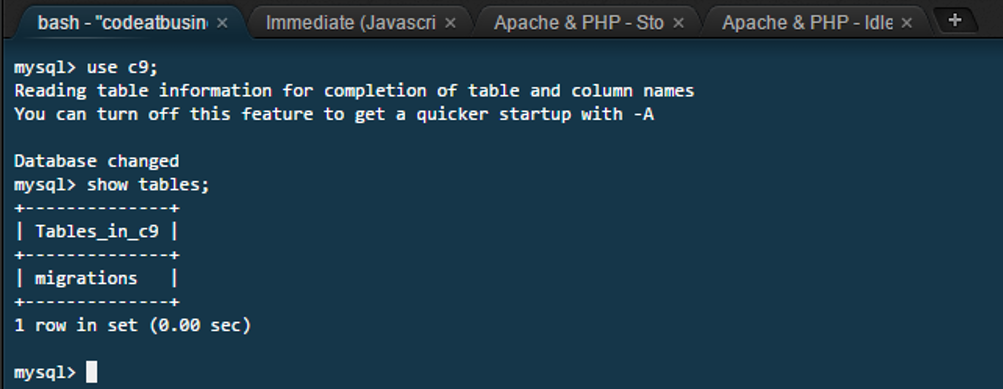 bash - "codeatbusin × Immediate (Javascri × Apache & PHP - Sto × Apache & PHP - Idle × +
mysql> use c9;
Reading table information for completion of table and column names
You can turn off this feature to get a quicker startup with -A
Database changed
mysql> show tables;
+--------------+
| Tables_in_c9 |
+--------------+
| migrations   |
+--------------+
1 row in set (0.00 sec)
mysql>